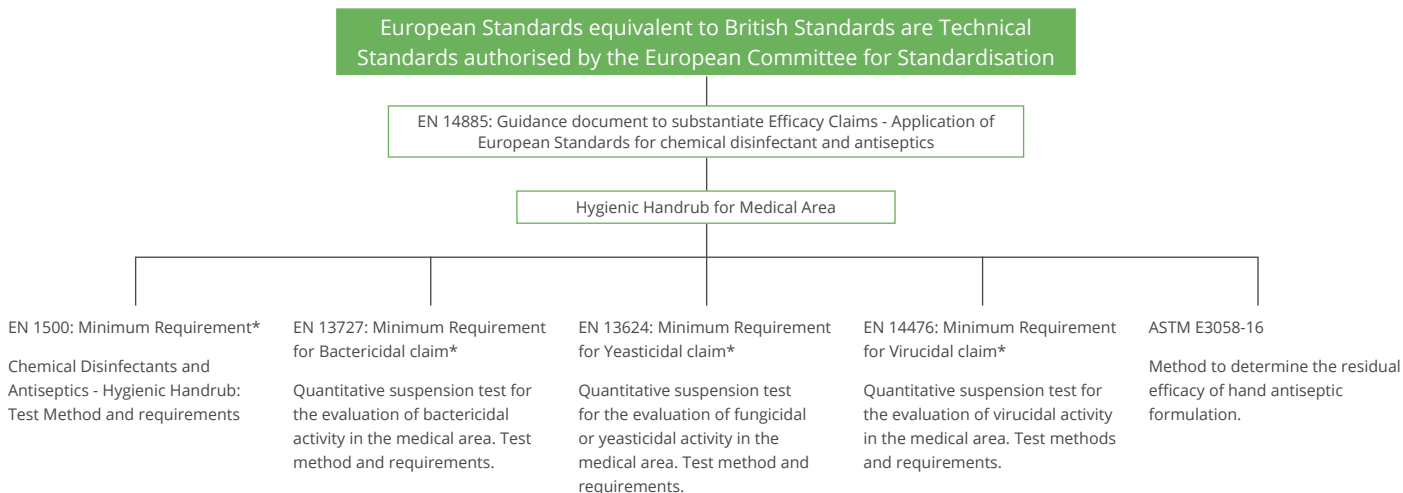 European Standards equivalent to British Standards are Technical
Standards authorised by the European Committee for Standardisation
EN 14885: Guidance document to substantiate Efficacy Claims - Application of
European Standards for chemical disinfectant and antiseptics
Hygienic Handrub for Medical Area
EN 1500: Minimum Requirement*
Chemical Disinfectants and
Antiseptics - Hygienic Handrub:
Test Method and requirements
EN 13727: Minimum Requirement
for Bactericidal claim*
Quantitative suspension test for
the evaluation of bactericidal
activity in the medical area. Test
method and requirements.
EN 13624: Minimum Requirement
for Yeasticidal claim*
Quantitative suspension test
for the evaluation of fungicidal
or yeasticidal activity in the
medical area. Test method and
requirements.
EN 14476: Minimum Requirement
for Virucidal claim*
Quantitative suspension test for
the evaluation of virucidal activity
in the medical area. Test methods
and requirements.
ASTM E3058-16
Method to determine the residual
efficacy of hand antiseptic
formulation.